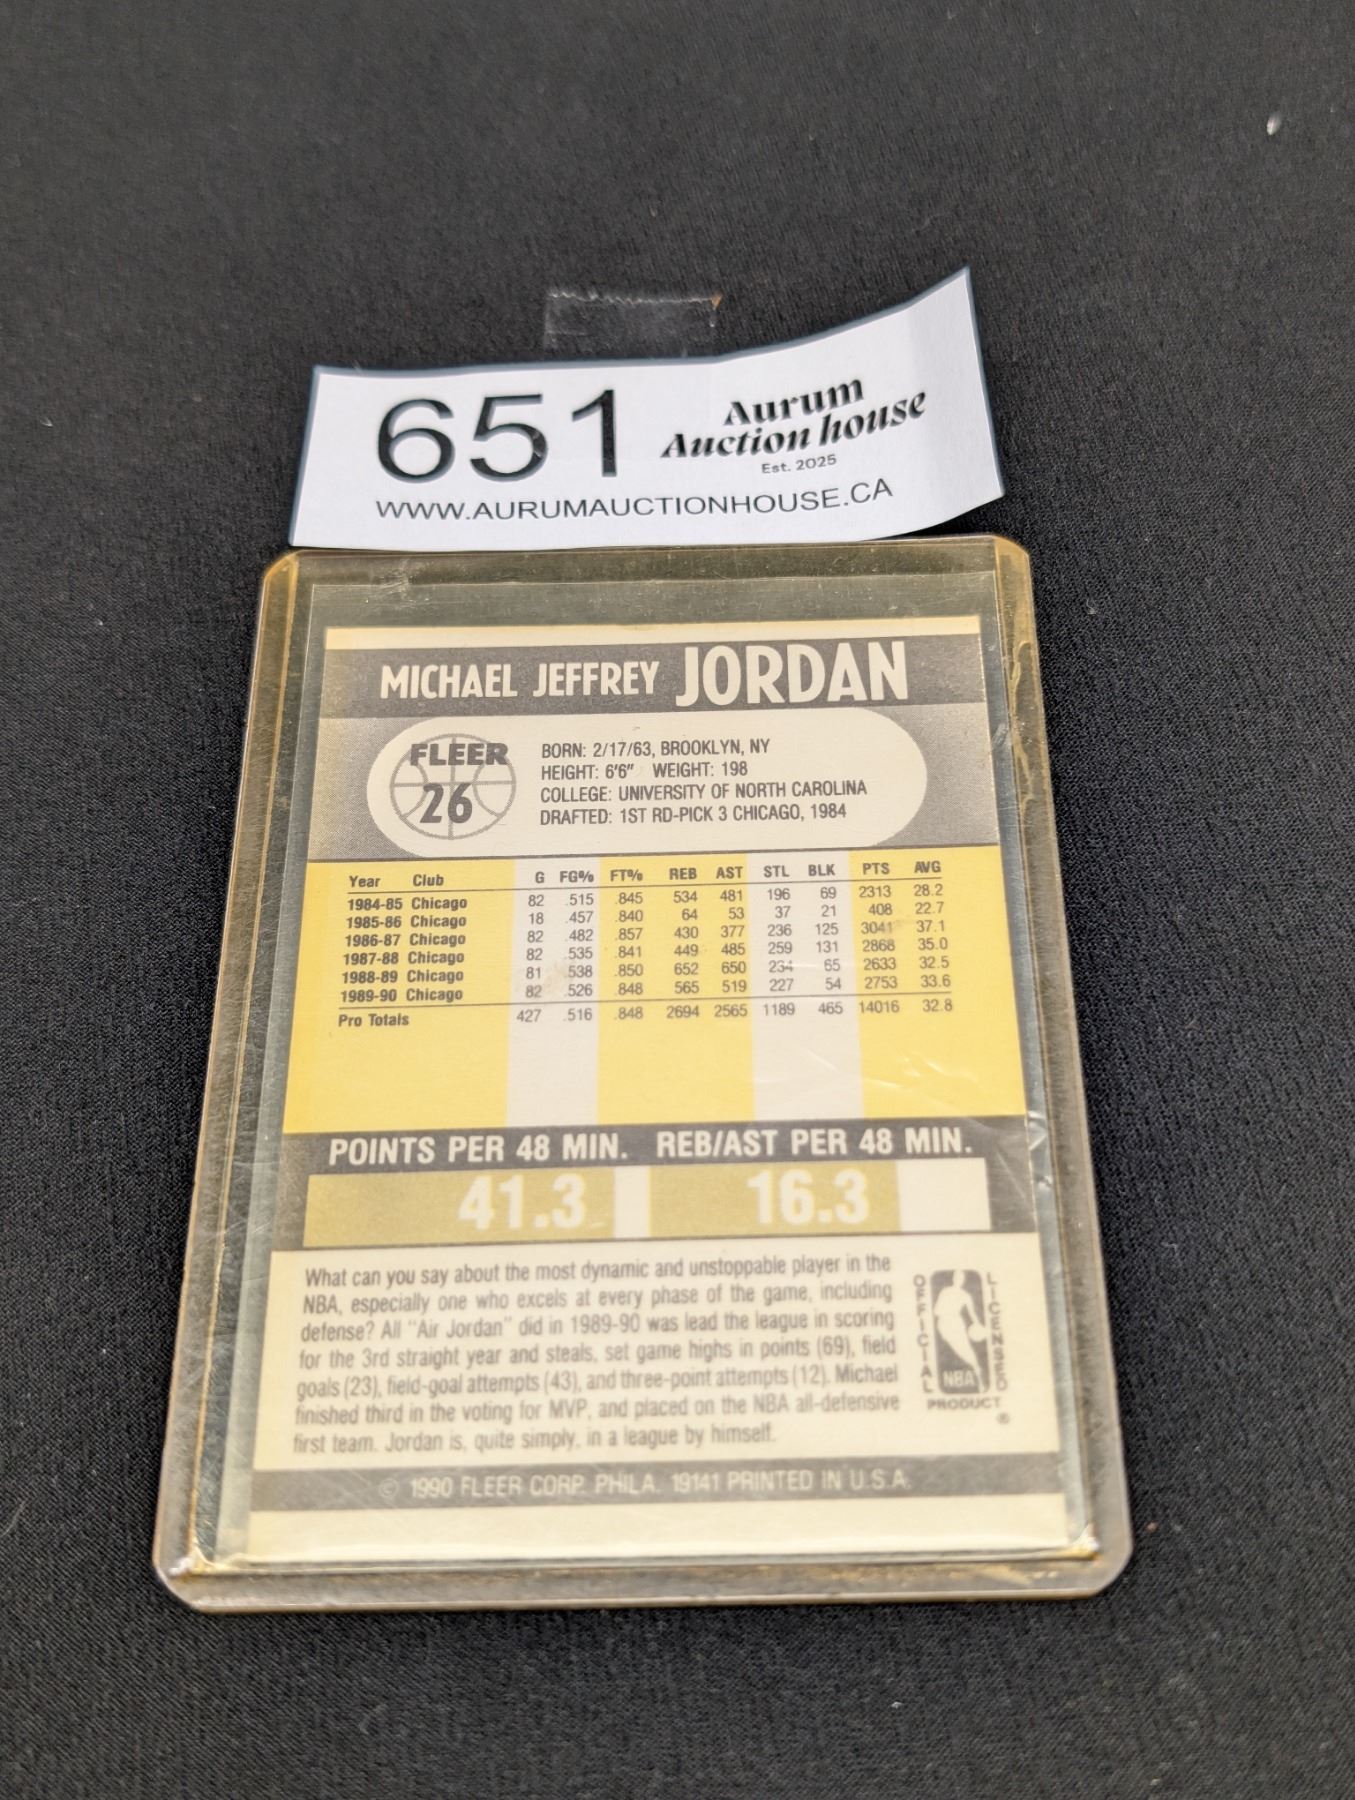 651
Aurum
Auction house
Est. 2025
WWW.AURUMAUCTIONHOUSE.CA
MICHAEL JEFFREY JORDAN
FLEER
26
BORN: 2/17/63, BROOKLYN, NY
HEIGHT: 6'6" WEIGHT: 198
COLLEGE: UNIVERSITY OF NORTH CAROLINA
DRAFTED: 1ST RD-PICK 3 CHICAGO, 1984
Year Club G FG% FT% REB AST STL BLK PTS AVG
1984-85 Chicago 82 .515 .845 534 481 196 69 2313 28.2
1985-86 Chicago 18 .457 .840 64 53 37 21 408 22.7
1986-87 Chicago 82 .482 .857 430 377 236 125 3041 37.1
1987-88 Chicago 82 .535 .841 449 485 259 131 2868 35.0
1988-89 Chicago 81 .538 .850 652 650 234 65 2633 32.5
1989-90 Chicago 82 .526 .848 565 519 227 54 2753 33.6
Pro Totals 427 .516 .848 2694 2565 1189 465 14016 32.8
POINTS PER 48 MIN. REB/AST PER 48 MIN.
41.3 16.3
What can you say about the most dynamic and unstoppable player in the
NBA, especially one who excels at every phase of the game, including
defense? All "Air Jordan" did in 1989-90 was lead the league in scoring
for the 3rd straight year and steals, set game highs in points (69), field
goals (23), field-goal attempts (43), and three-point attempts (12). Michael
finished third in the voting for MVP, and placed on the NBA all-defensive
first team. Jordan is, quite simply, in a league by himself.
OFFICIAL
LICENSED
NBA
PRODUCT
®
© 1990 FLEER CORP. PHILA. 19141 PRINTED IN U.S.A.